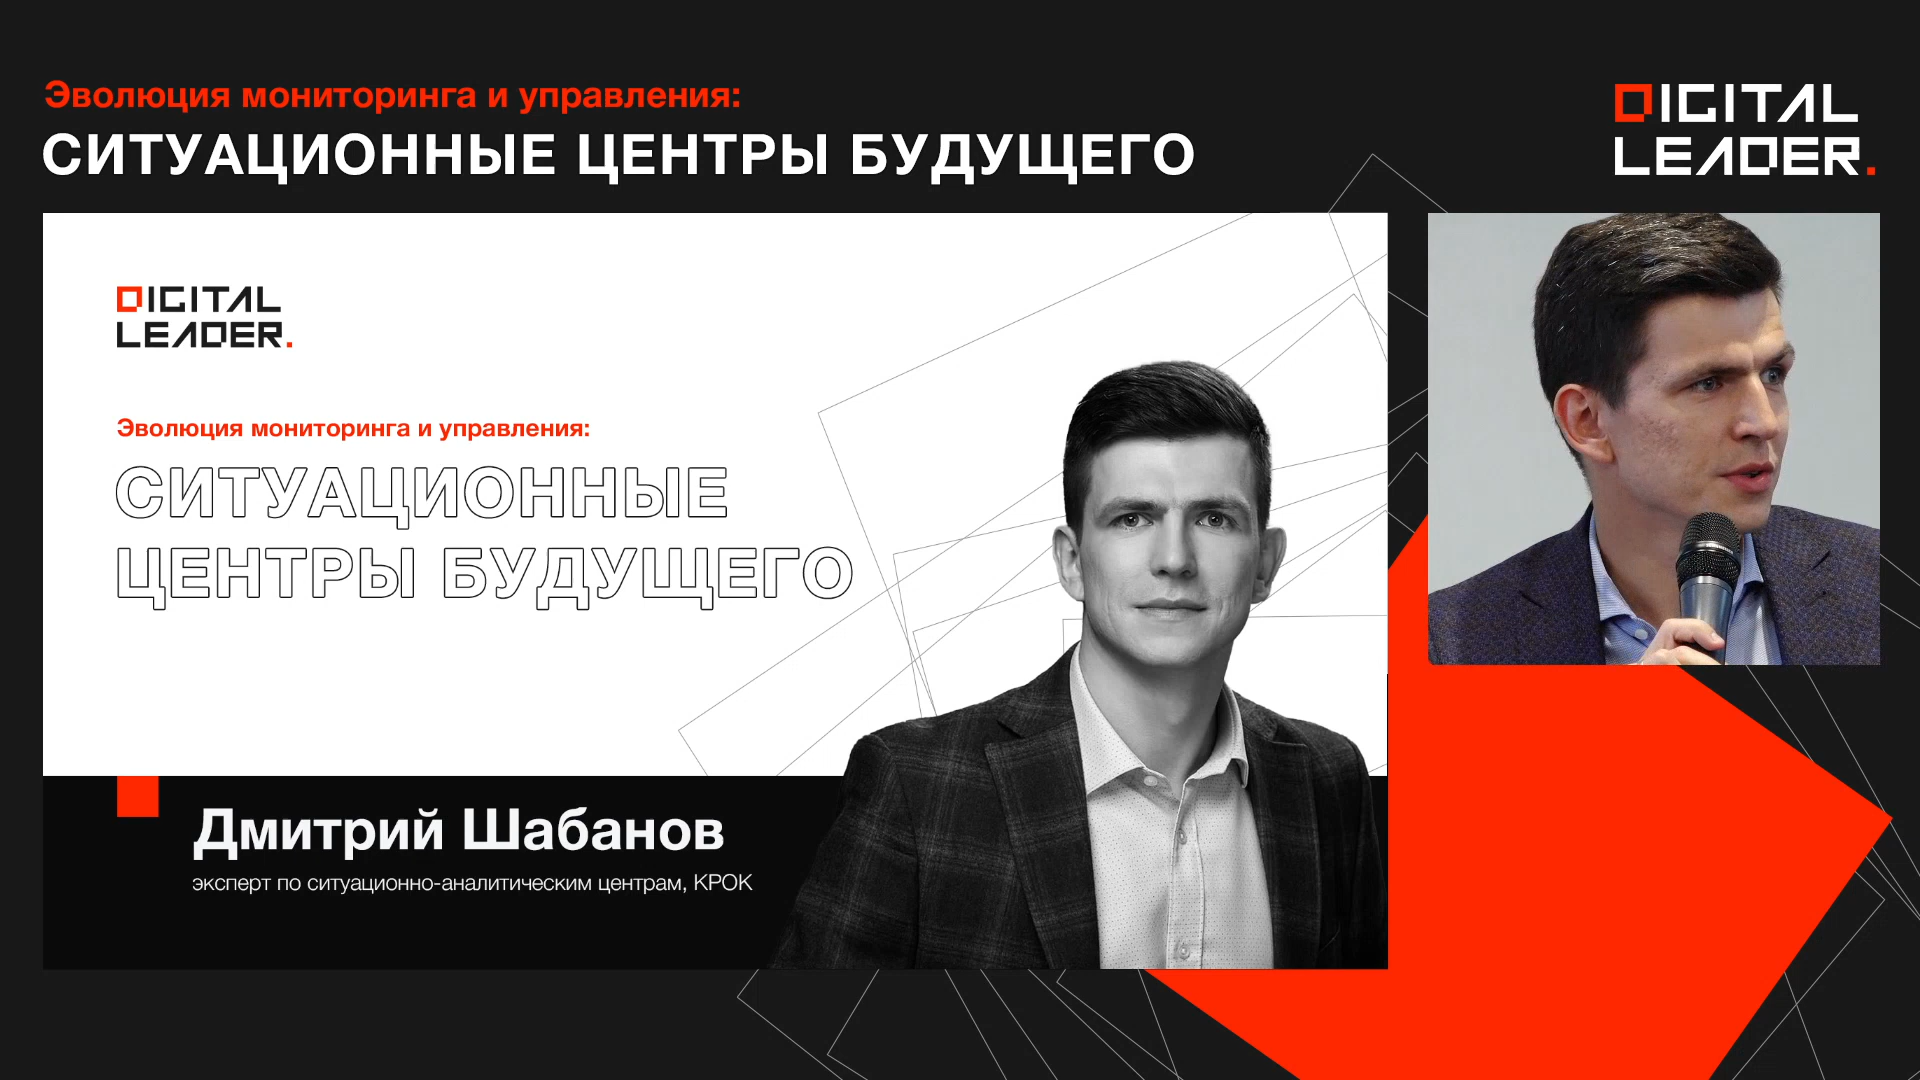 Эволюция мониторинга и управления:
СИТУАЦИОННЫЕ ЦЕНТРЫ БУДУЩЕГО
DIGITAL
LEADER.
DIGITAL
LEADER.
Эволюция мониторинга и управления:
СИТУАЦИОННЫЕ
ЦЕНТРЫ БУДУЩЕГО
Дмитрий Шабанов
эксперт по ситуационно-аналитическим центрам, КРОК